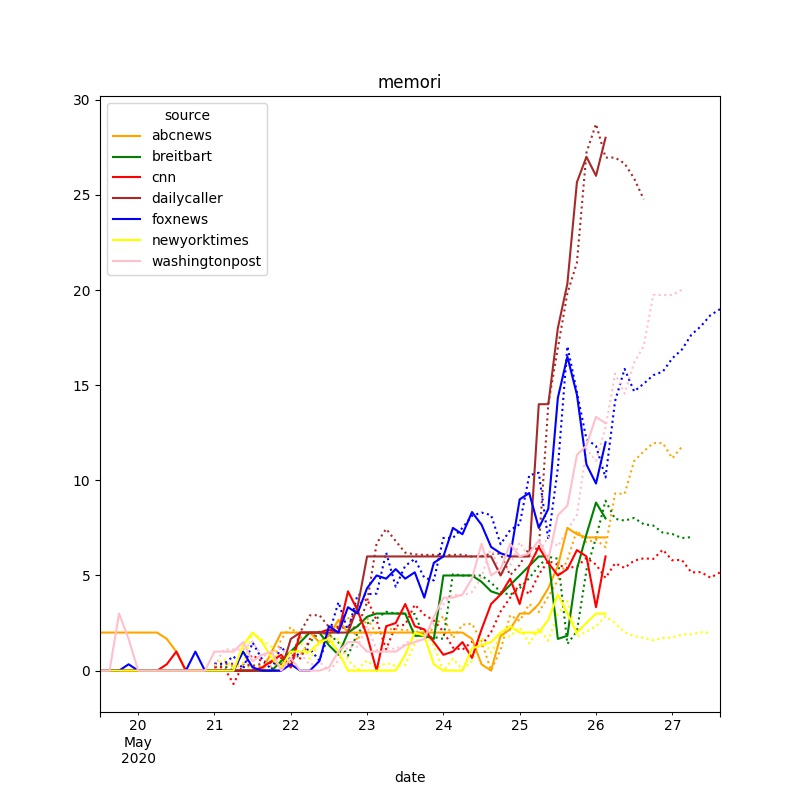 memori
30
25
20
15
10
5
0
source
abcnews
breitbart
cnn
dailycaller
foxnews
newyorktimes
washingtonpost
20 21 22 23 24 25 26 27
May
2020
date